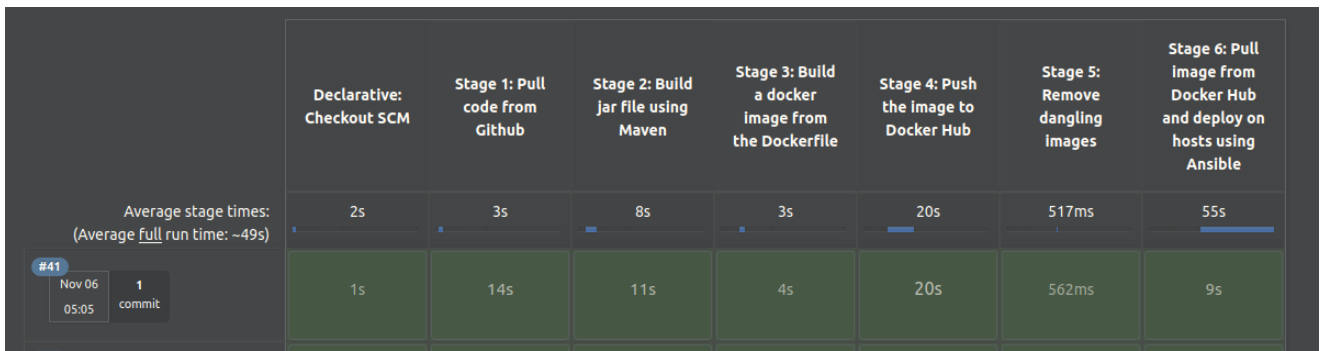 Declarative:
Checkout SCM
Stage 1: Pull
code from
Github
Stage 2: Build
jar file using
Maven
Stage 3: Build
a docker
image from
the Dockerfile
Stage 4: Push
the image to
Docker Hub
Stage 5:
Remove
dangling
images
Stage 6: Pull
image from
Docker Hub
and deploy on
hosts using
Ansible
Average stage times:
(Average full run time: ~49s)
2s
3s
8s
3s
20s
517ms
55s
#41
Nov 06
05:05
1
commit
1s
14s
11s
4s
20s
562ms
9s